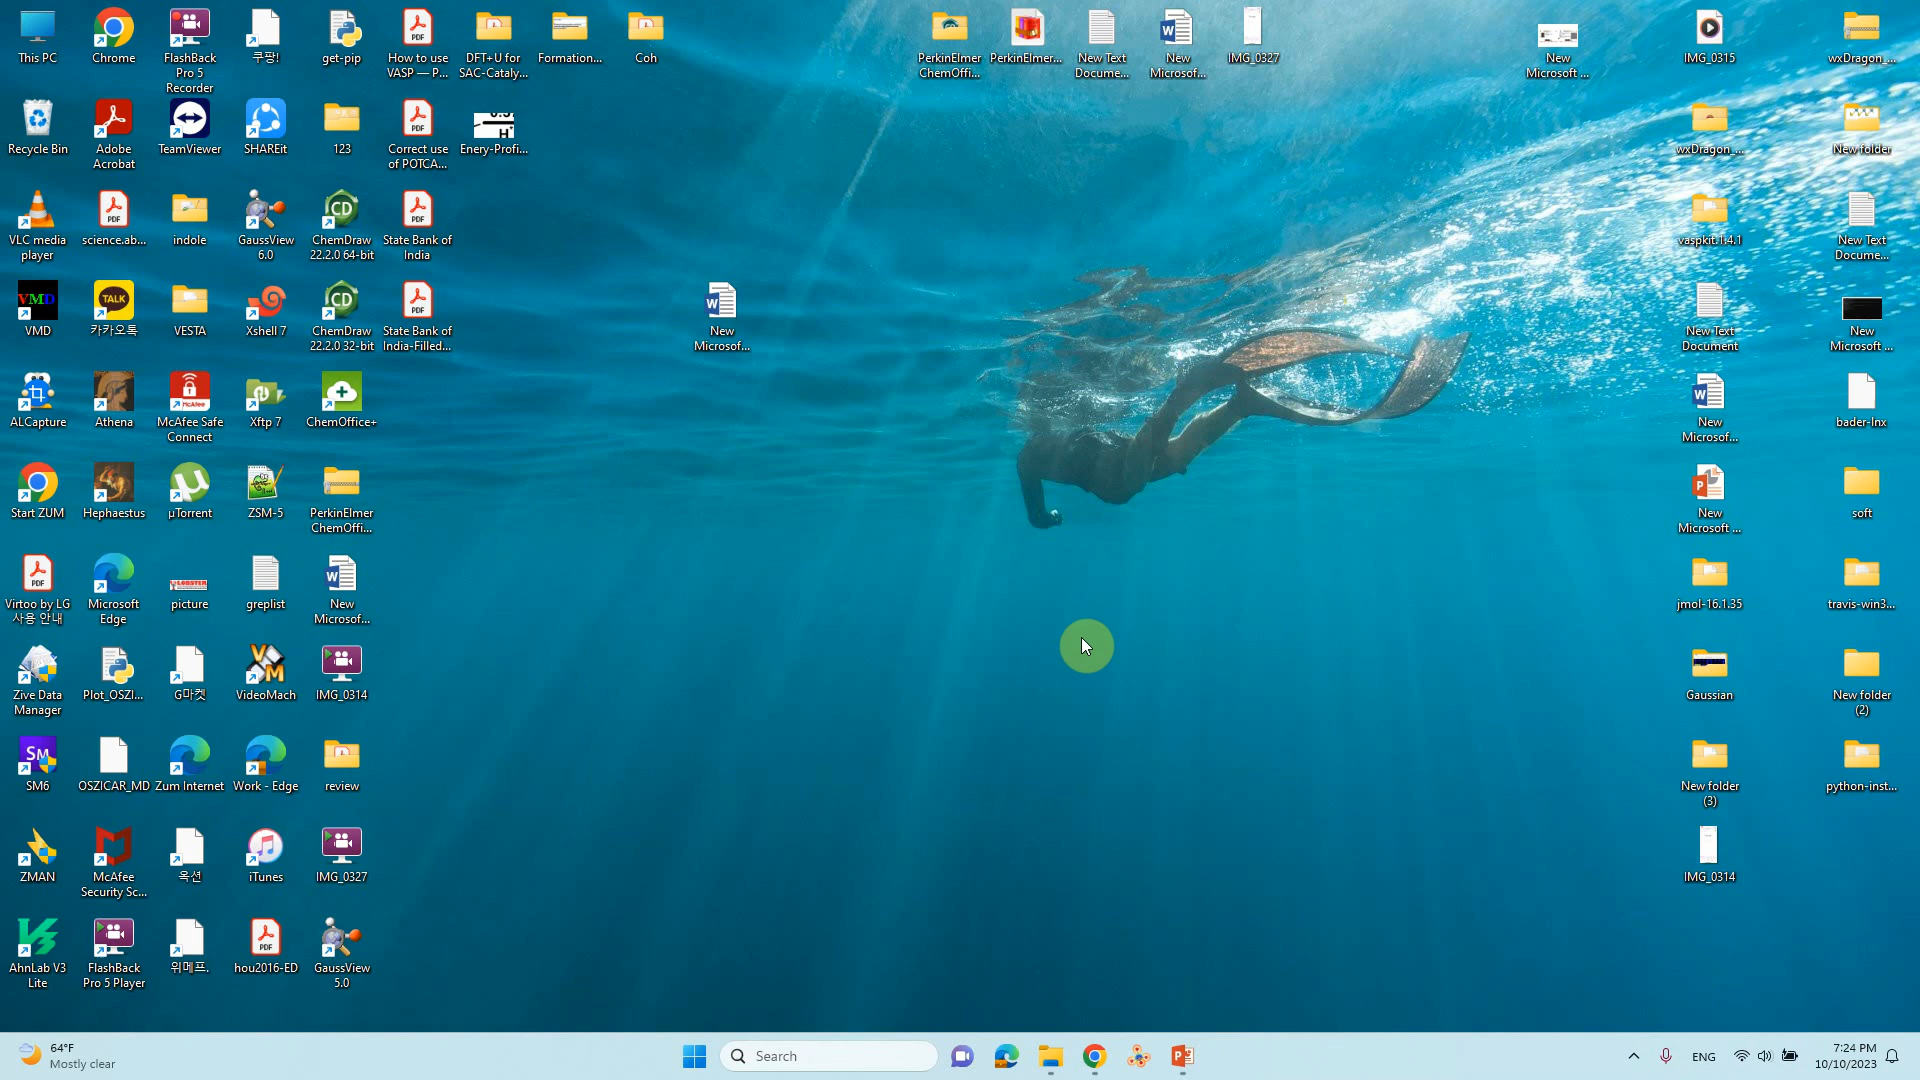 This PC
Chrome
FlashBack
Pro 5
Recorder
쿠팡!
get-pip
How to use
VASP — P...
DFT+U for
SAC-Cataly...
Formation...
Coh
PerkinElmer
ChemOffi...
PerkinElmer...
New Text
Docume...
New
Microsof...
IMG_0327
New
Microsoft ...
IMG_0315
wxDragon_...
Recycle Bin
Adobe
Acrobat
TeamViewer
SHAREit
123
Correct use
of POTCA...
Enery-Profi...
wxDragon_...
New folder
VLC media
player
science.ab...
indole
GaussView
6.0
ChemDraw
22.2.0 64-bit
State Bank of
India
vaspkit.1.4.1
New Text
Docume...
VMD
카카오톡
VESTA
Xshell 7
ChemDraw
22.2.0 32-bit
State Bank of
India-Filled...
New
Microsof...
New Text
Document
New
Microsoft ...
ALCapture
Athena
McAfee Safe
Connect
Xftp 7
ChemOffice+
New
Microsof...
bader-lnx
Start ZUM
Hephaestus
µTorrent
ZSM-5
PerkinElmer
ChemOffi...
New
Microsoft ...
soft
Virtoo by LG
사용 안내
Microsoft
Edge
picture
greplist
New
Microsof...
jmol-16.1.35
travis-win3...
Zive Data
Manager
Plot_OSZI...
G마켓
VideoMach
IMG_0314
Gaussian
New folder
(2)
SM6
OSZICAR_MD
Zum Internet
Work - Edge
review
New folder
(3)
python-inst...
ZMAN
McAfee
Security Sc...
옥션
iTunes
IMG_0327
IMG_0314
AhnLab V3
Lite
FlashBack
Pro 5 Player
위메프.
hou2016-ED
GaussView
5.0
64°F
Mostly clear
Search
ENG
7:24 PM
10/10/2023